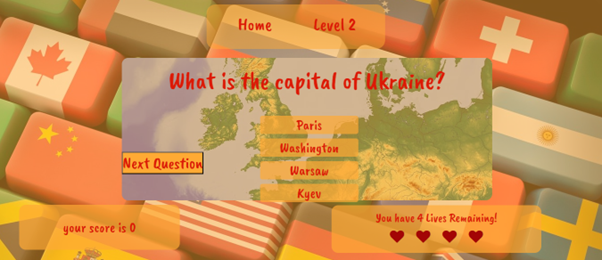 Home Level 2
What is the capital of Ukraine?
Paris
Washington
Warsaw
Next Question
Kyev
your score is 0
You have 4 Lives Remaining!